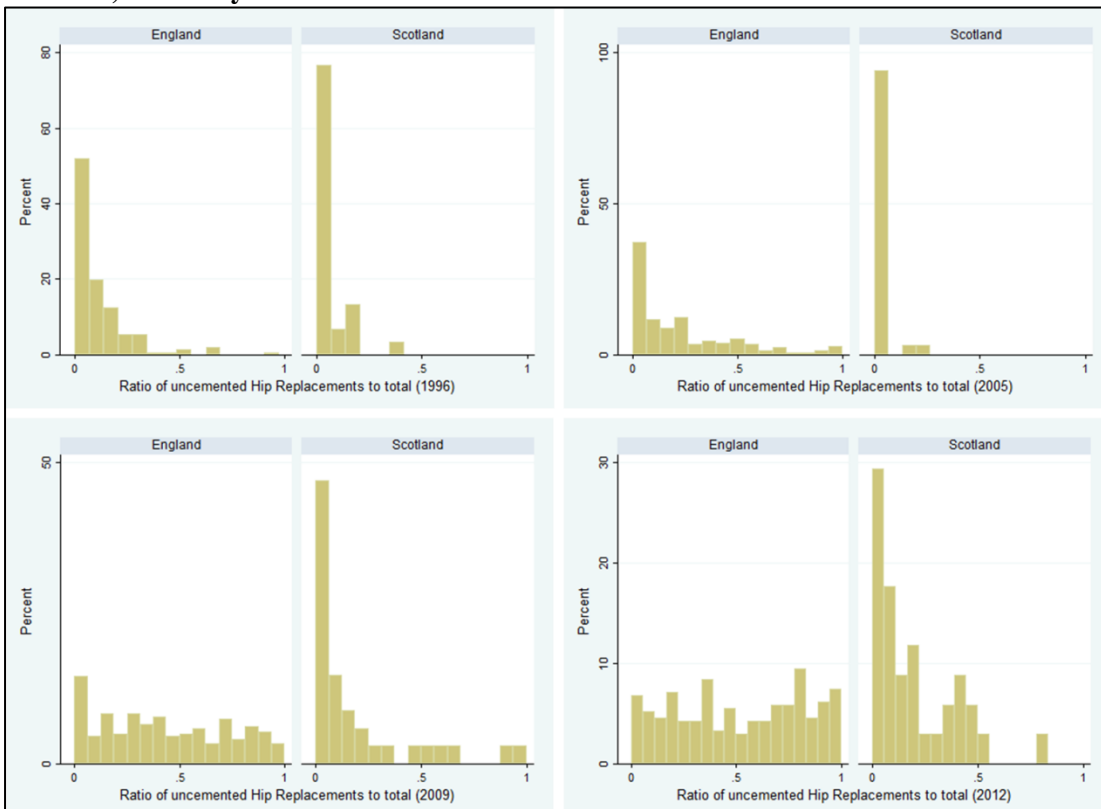 England Scotland
80
60
40
20
0
Percent
0 .5 1 0 .5 1
Ratio of uncemented Hip Replacements to total (1996)
England Scotland
100
50
0
Percent
0 .5 1 0 .5 1
Ratio of uncemented Hip Replacements to total (2005)
England Scotland
50
0
Percent
0 .5 1 0 .5 1
Ratio of uncemented Hip Replacements to total (2009)
England Scotland
30
20
10
0
Percent
0 .5 1 0 .5 1
Ratio of uncemented Hip Replacements to total (2012)